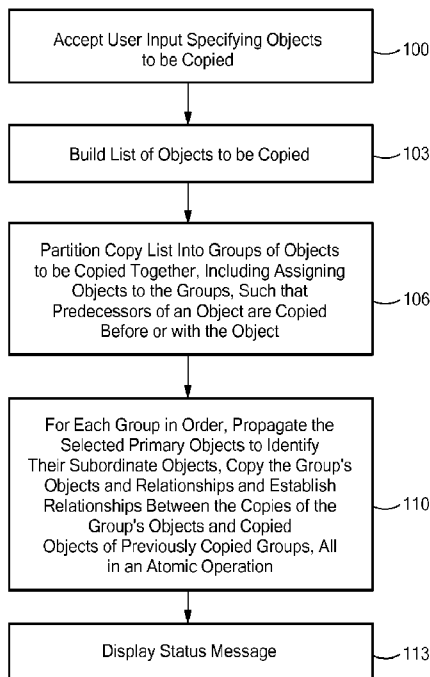 Accept User Input Specifying Objects
to be Copied
100
Build List of Objects to be Copied
103
Partition Copy List Into Groups of Objects
to be Copied Together, Including Assigning
Objects to the Groups, Such that
Predecessors of an Object are Copied
Before or with the Object
106
For Each Group in Order, Propagate the
Selected Primary Objects to Identify
Their Subordinate Objects, Copy the Group's
Objects and Relationships and Establish
Relationships Between the Copies of the
Group's Objects and Copied
Objects of Previously Copied Groups, All
in an Atomic Operation
110
Display Status Message
113